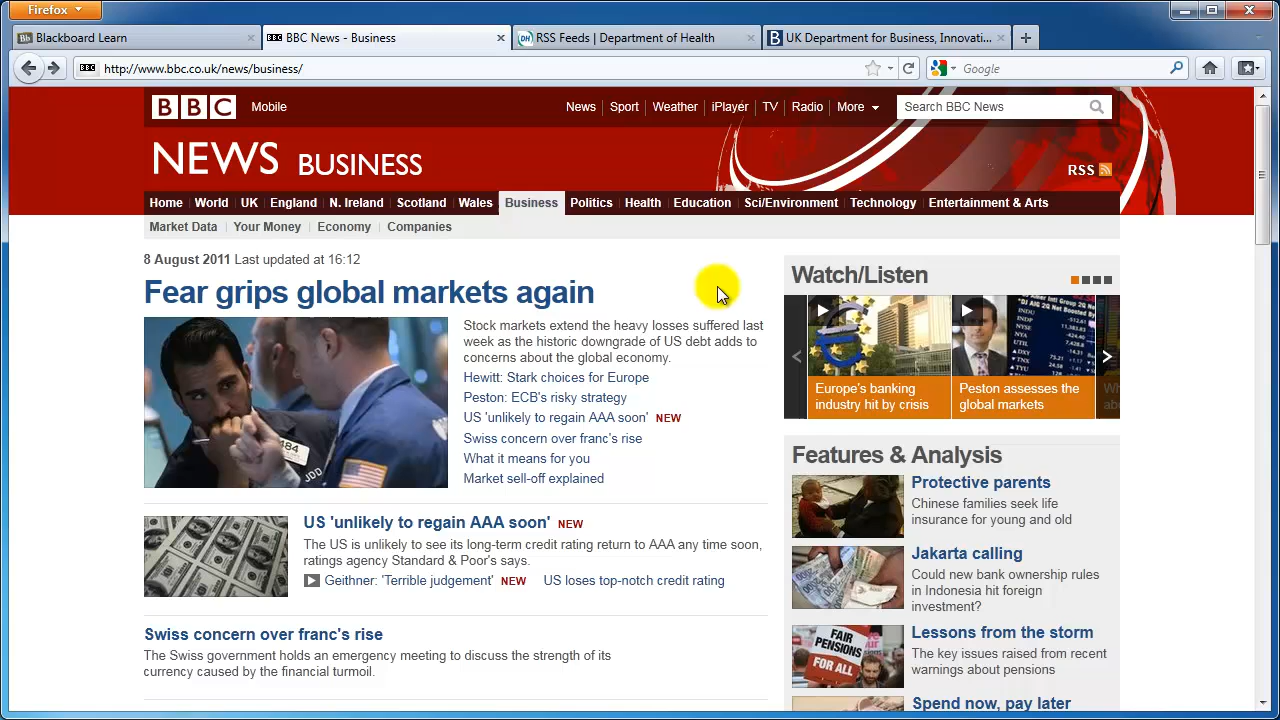 Firefox
Blackboard Learn
BBC News - Business
RSS Feeds | Department of Health
UK Department for Business, Innovati...
http://www.bbc.co.uk/news/business/
Google
BBC Mobile
News Sport Weather iPlayer TV Radio More
Search BBC News
NEWS BUSINESS
RSS
Home World UK England N. Ireland Scotland Wales Business Politics Health Education Sci/Environment Technology Entertainment & Arts
Market Data Your Money Economy Companies
8 August 2011 Last updated at 16:12
Fear grips global markets again
Stock markets extend the heavy losses suffered last
week as the historic downgrade of US debt adds to
concerns about the global economy.
Hewitt: Stark choices for Europe
Peston: ECB's risky strategy
US 'unlikely to regain AAA soon' NEW
Swiss concern over franc's rise
What it means for you
Market sell-off explained
484
JDD
US 'unlikely to regain AAA soon' NEW
The US is unlikely to see its long-term credit rating return to AAA any time soon,
ratings agency Standard & Poor's says.
Geithner: 'Terrible judgement' NEW US loses top-notch credit rating
Swiss concern over franc's rise
The Swiss government holds an emergency meeting to discuss the strength of its
currency caused by the financial turmoil.
Watch/Listen
Europe's banking
industry hit by crisis
Peston assesses the
global markets
Features & Analysis
Protective parents
Chinese families seek life
insurance for young and old
Jakarta calling
Could new bank ownership rules
in Indonesia hit foreign
investment?
FAIR
PENSIONS
FOR ALL
Lessons from the storm
The key issues raised from recent
warnings about pensions
Spend now, pay later